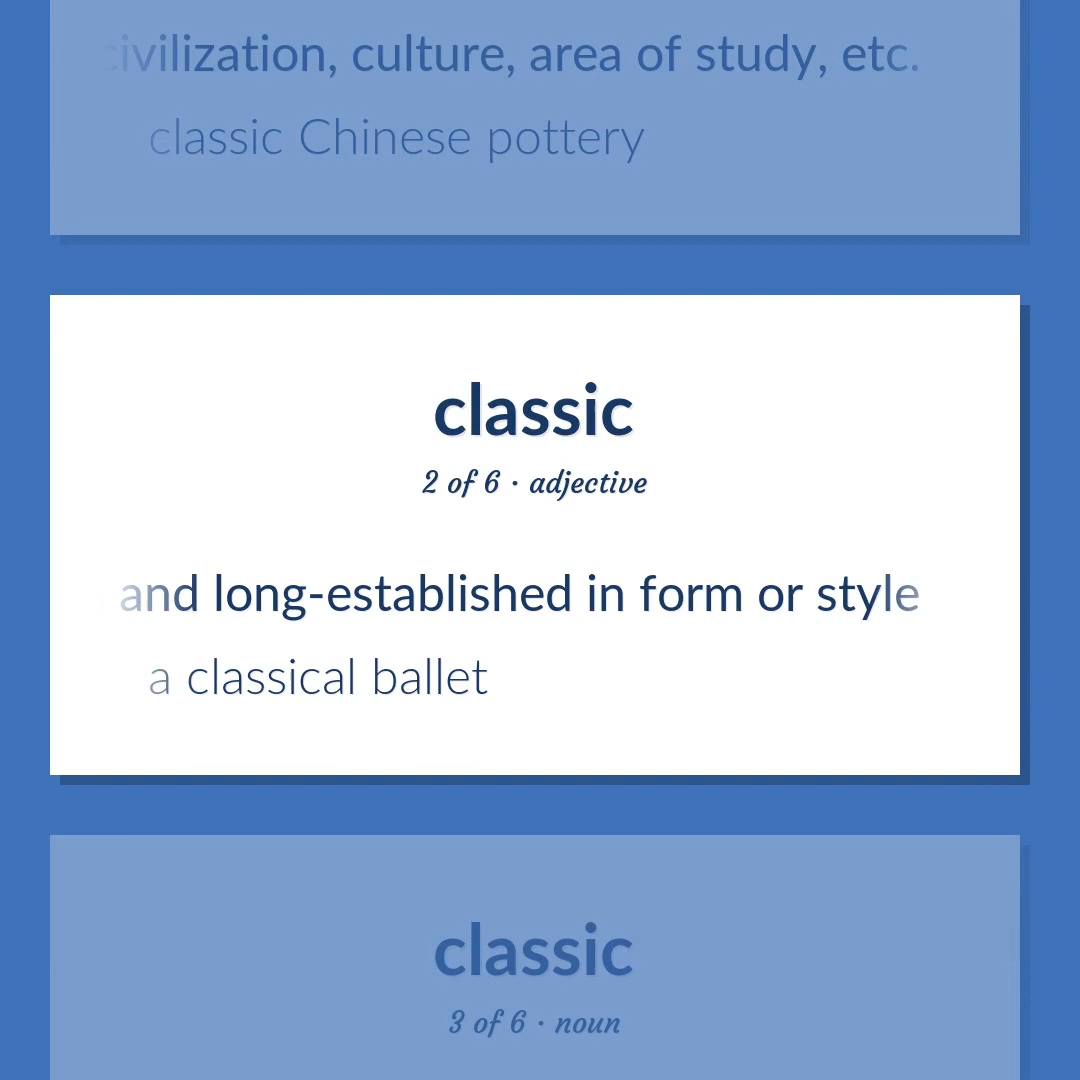 civilization, culture, area of study, etc.
classic Chinese pottery
classic
2 of 6 · adjective
and long-established in form or style
a classical ballet
classic
3 of 6 · noun